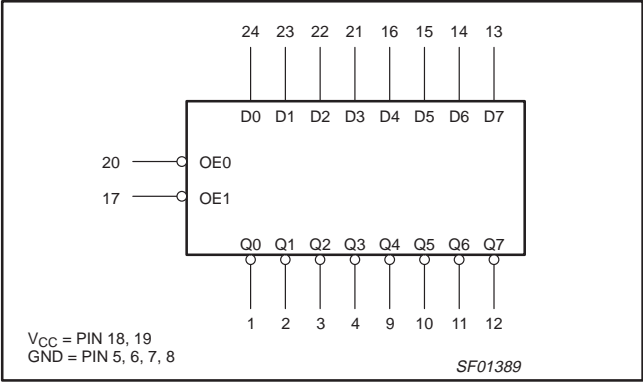 24 23 22 21 16 15 14 13
D0 D1 D2 D3 D4 D5 D6 D7
20 OE0
17 OE1
Q0 Q1 Q2 Q3 Q4 Q5 Q6 Q7
1 2 3 4 9 10 11 12
VCC = PIN 18, 19
GND = PIN 5, 6, 7, 8
SF01389